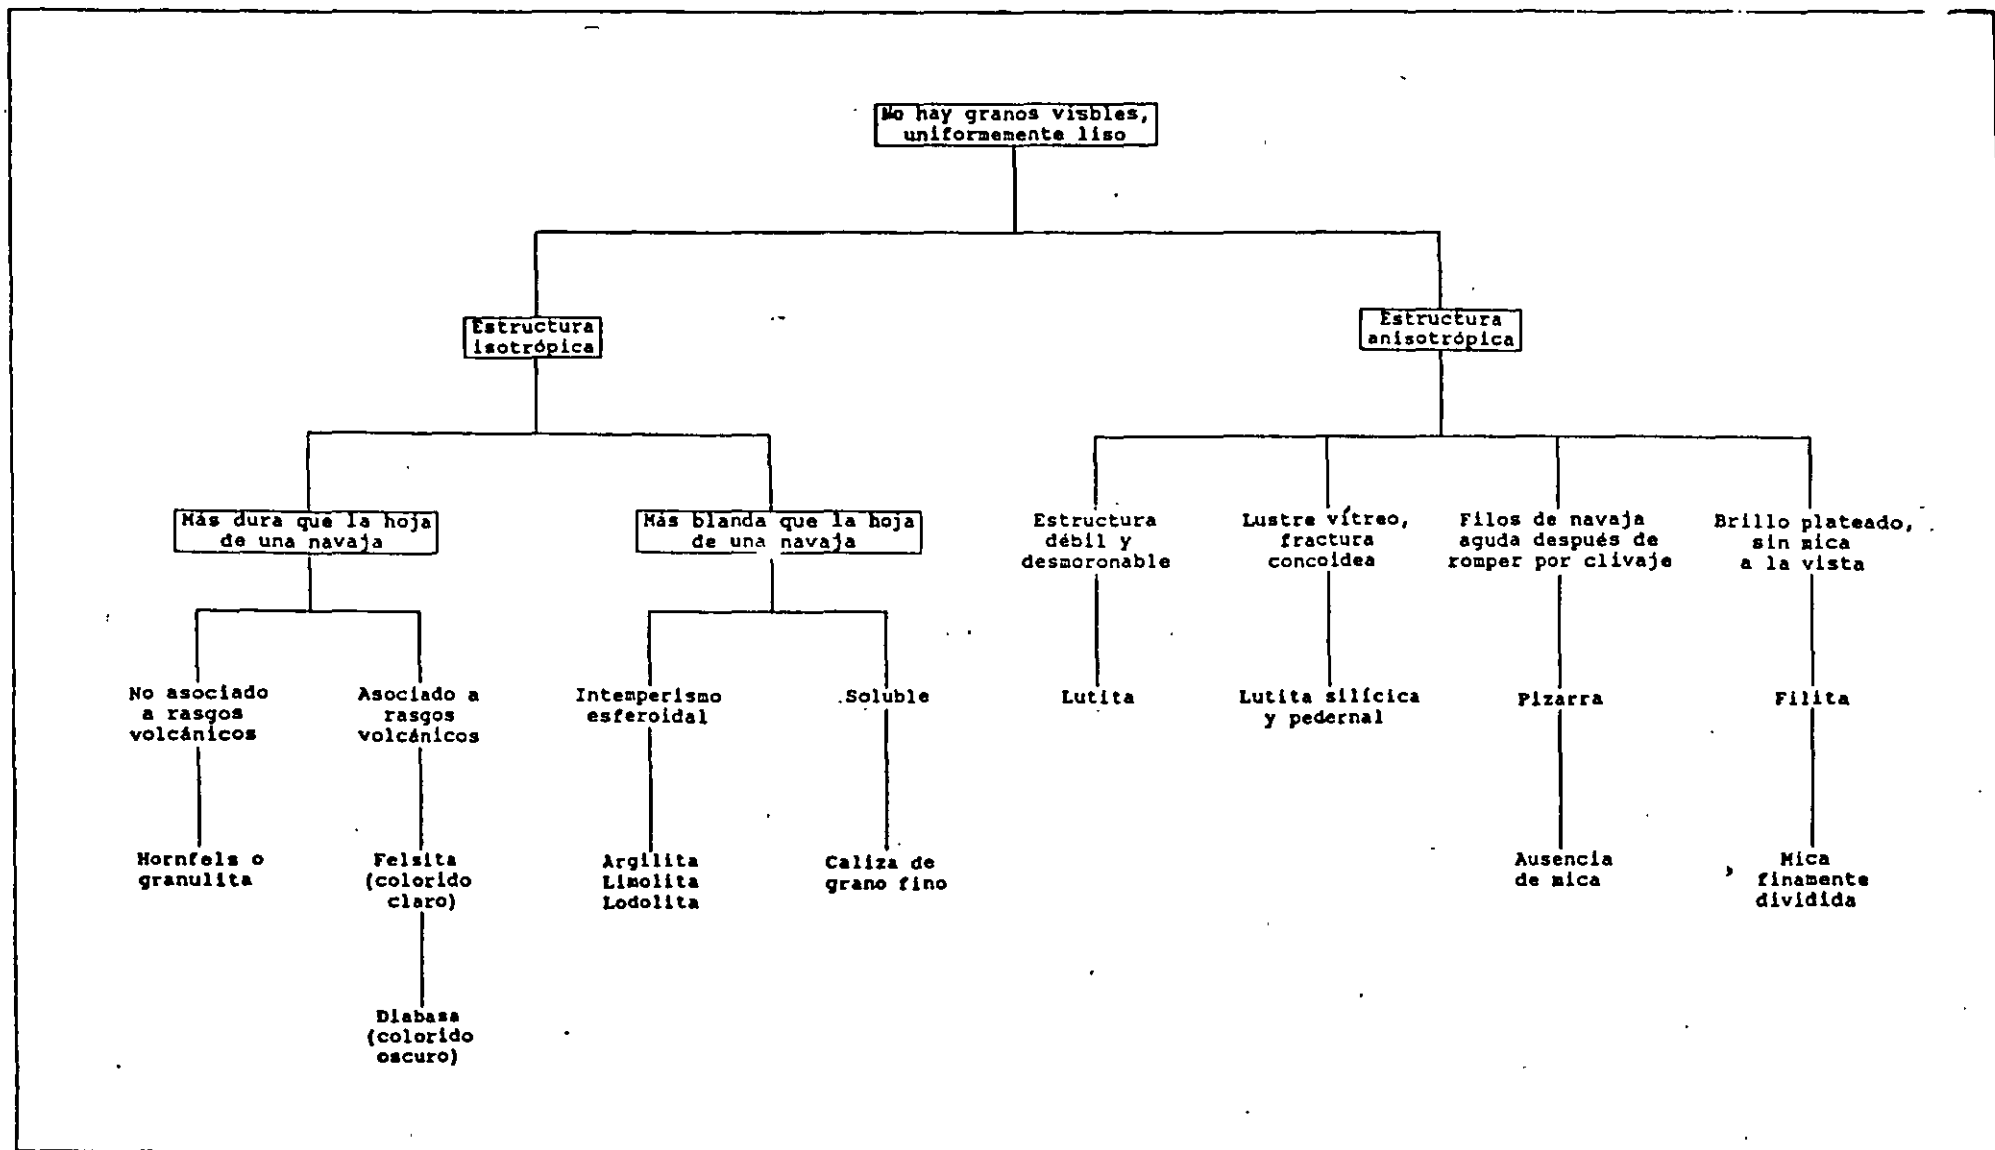 No hay granos visbles,
uniformemente liso
Estructura
isotrópica
Estructura
anisotrópica
Más dura que la hoja
de una navaja
Más blanda que la hoja
de una navaja
Estructura
débil y
desmoronable
Lustre vítreo,
fractura
concoidea
Filos de navaja
aguda después de
romper por clivaje
Brillo plateado,
sin mica
a la vista
No asociado
a rasgos
volcánicos
Asociado a
rasgos
volcánicos
Intemperismo
esferoidal
Soluble
Lutita
Lutita silícica
y pedernal
Pizarra
Filita
Hornfels o
granulita
Felsita
(colorido
claro)
Argilita
Limolita
Lodolita
Caliza de
grano fino
Ausencia
de mica
Mica
finamente
dividida
Diabasa
(colorido
oscuro)